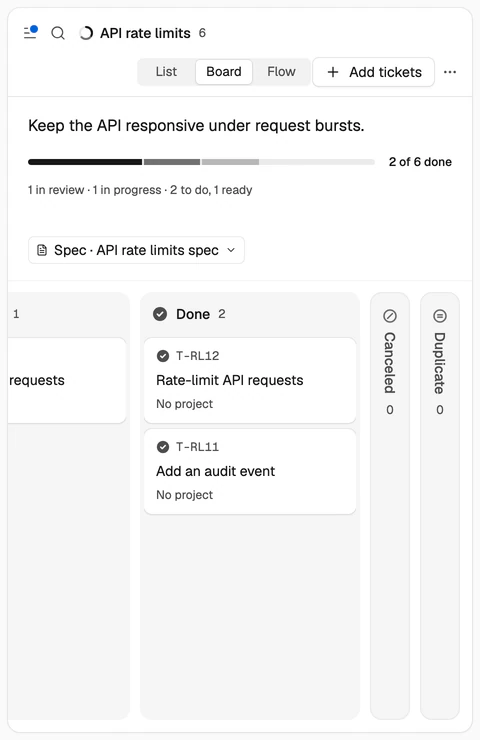 API rate limits 6
List Board Flow + Add tickets ...
Keep the API responsive under request bursts.
2 of 6 done
1 in review · 1 in progress · 2 to do, 1 ready
Spec · API rate limits spec
1
requests
Done 2
T-RL12
Rate-limit API requests
No project
T-RL11
Add an audit event
No project
Canceled 0
Duplicate 0